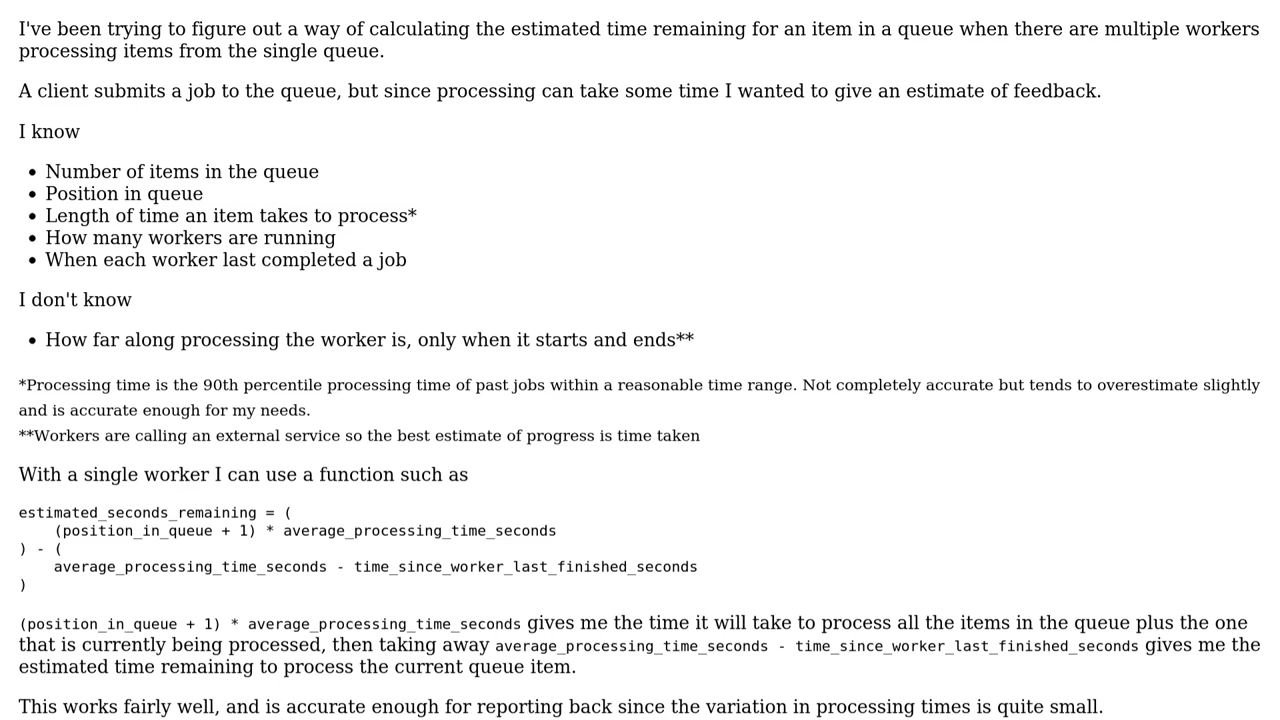 I've been trying to figure out a way of calculating the estimated time remaining for an item in a queue when there are multiple workers
processing items from the single queue.
A client submits a job to the queue, but since processing can take some time I wanted to give an estimate of feedback.
I know
• Number of items in the queue
• Position in queue
• Length of time an item takes to process*
• How many workers are running
• When each worker last completed a job
I don't know
• How far along processing the worker is, only when it starts and ends**
*Processing time is the 90th percentile processing time of past jobs within a reasonable time range. Not completely accurate but tends to overestimate slightly
and is accurate enough for my needs.
**Workers are calling an external service so the best estimate of progress is time taken
With a single worker I can use a function such as
estimated_seconds_remaining = (
    (position_in_queue + 1) * average_processing_time_seconds
) - (
    average_processing_time_seconds - time_since_worker_last_finished_seconds
)
(position_in_queue + 1) * average_processing_time_seconds gives me the time it will take to process all the items in the queue plus the one
that is currently being processed, then taking away average_processing_time_seconds - time_since_worker_last_finished_seconds gives me the
estimated time remaining to process the current queue item.
This works fairly well, and is accurate enough for reporting back since the variation in processing times is quite small.